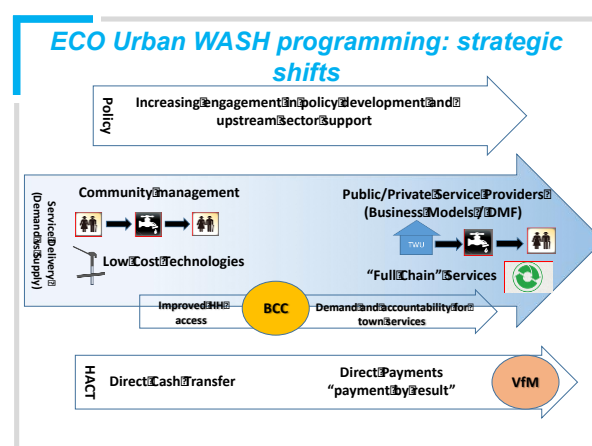 ECO Urban WASH programming: strategic
shifts
Policy
Increasing engagement in policy development and
upstream sector support
Service Delivery
(Demand vs Supply)
Community management
Public/Private Service Providers
(Business Models / DMF)
TWU
Low Cost Technologies
“Full Chain” Services
Improved HH
access
BCC
Demand and accountability for
town services
HACT
Direct Cash Transfer
Direct Payments
“payment by result”
VfM